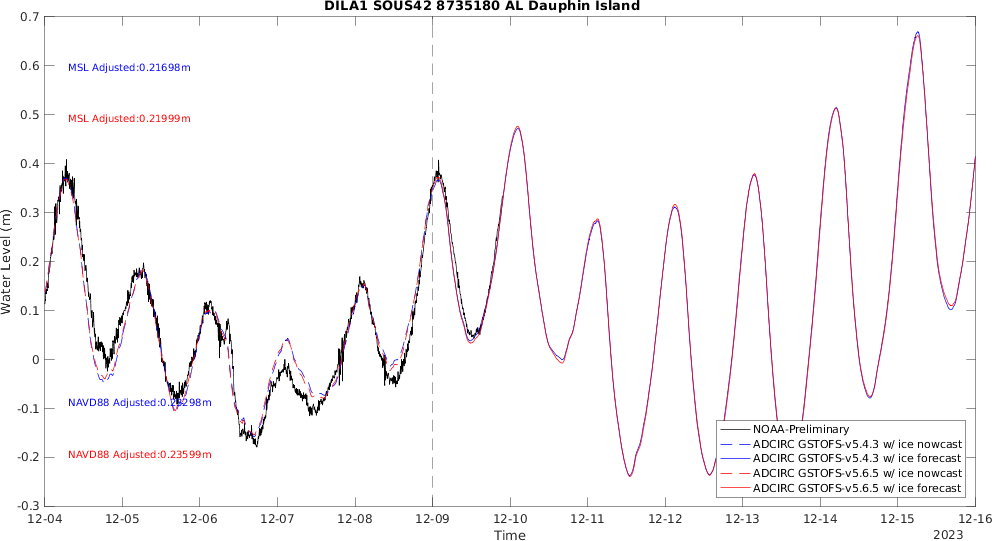 DILA1 SOUS42 8735180 AL Dauphin Island
0.7
0.6
0.5
0.4
0.3
0.2
0.1
0
-0.1
-0.2
-0.3
Water Level (m)
MSL Adjusted:0.21698m
MSL Adjusted:0.21999m
NAVD88 Adjusted:
NAVD88 Adjusted:0.23599m
NOAA-Preliminary
ADCIRC GSTOFS-v5.4.3 w/ ice nowcast
ADCIRC GSTOFS-v5.4.3 w/ ice forecast
ADCIRC GSTOFS-v5.6.5 w/ ice nowcast
ADCIRC GSTOFS-v5.6.5 w/ ice forecast
12-04 12-05 12-06 12-07 12-08 12-09 12-10 12-11 12-12 12-13 12-14 12-15 12-16
Time
2023